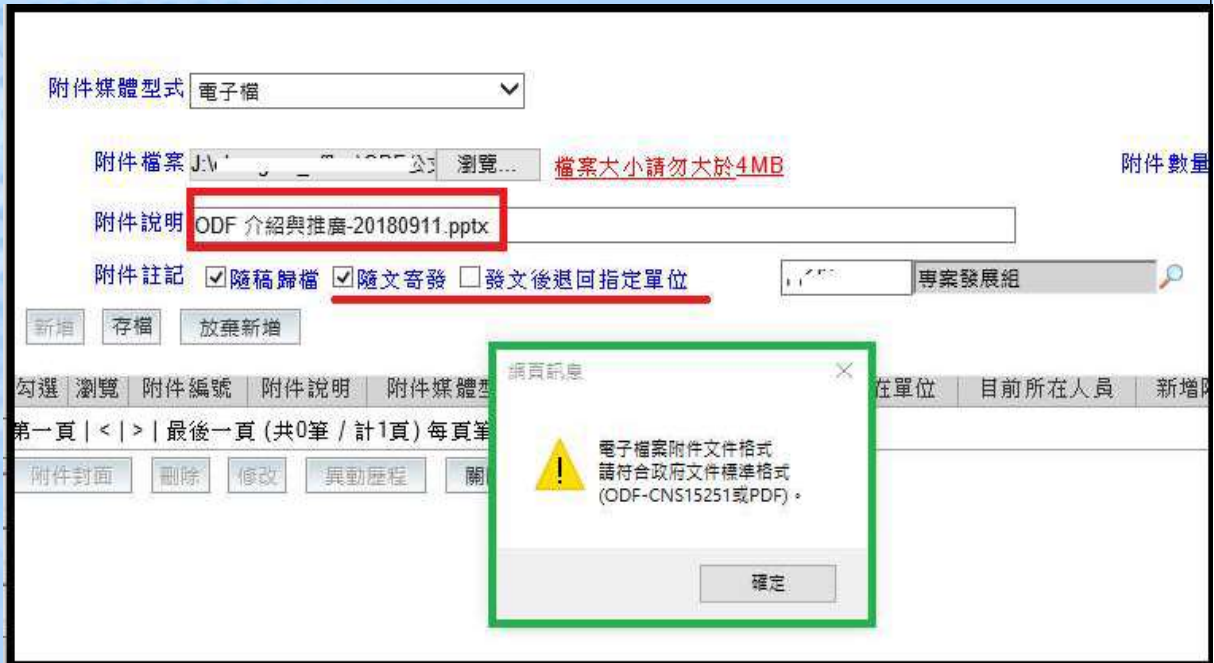 附件媒體型式 電子檔
附件檔案 J:\ 瀏覽... 檔案大小請勿大於4MB 附件數量
附件說明 ODF 介紹與推廣-20180911.pptx
附件註記 隨稿歸檔 隨文寄發 發文後退回指定單位 專案發展組
新增 存檔 放棄新增
網頁訊息
勾選 瀏覽 附件編號 附件說明 附件媒體型 在單位 目前所在人員 新增
第一頁 | < | > | 最後一頁 (共0筆 / 計1頁) 每頁筆
附件封面 刪除 修改 異動歷程 關
電子檔案附件文件格式
請符合政府文件標準格式
(ODF-CNS15251或PDF)。
確定